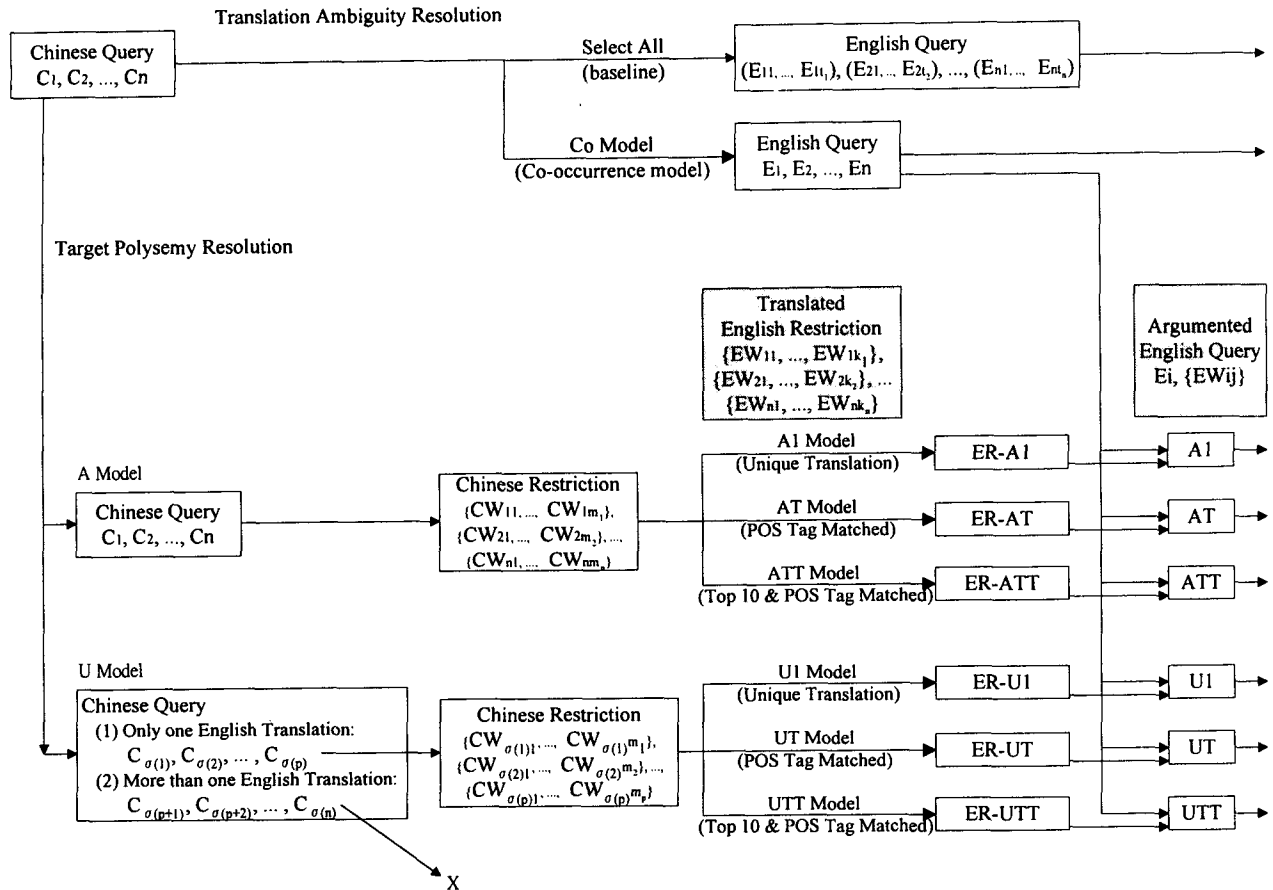 Translation Ambiguity Resolution
Chinese Query
C1, C2, ..., Cn
Select All
(baseline)
English Query
(E11,..., E1t1), (E21,..., E2t2), ..., (En1,... Entn)
Co Model
(Co-occurrence model)
English Query
E1, E2, ..., En
Target Polysemy Resolution
Translated
English Restriction
{EW11, ..., EW1k1},
{EW21, ..., EW2k2}, ...
{EWn1, ..., EWnkn}
Argumented
English Query
Ei, {EWij}
A Model
Chinese Query
C1, C2, ..., Cn
Chinese Restriction
{CW11,..., CW1m1},
{CW21,..., CW2m2},...,
{CWn1,..., CWnmn}
A1 Model
(Unique Translation)
ER-A1
A1
AT Model
(POS Tag Matched)
ER-AT
AT
ATT Model
(Top 10 & POS Tag Matched)
ER-ATT
ATT
U Model
Chinese Query
(1) Only one English Translation:
Cσ(1), Cσ(2), ... , Cσ(p)
(2) More than one English Translation:
Cσ(p+1), Cσ(p+2), ... , Cσ(n)
X
Chinese Restriction
{CWσ(1)1,..., CWσ(1)m1},
{CWσ(2)1,..., CWσ(2)m2},...,
{CWσ(p)1,..., CWσ(p)mp}
U1 Model
(Unique Translation)
ER-U1
U1
UT Model
(POS Tag Matched)
ER-UT
UT
UTT Model
(Top 10 & POS Tag Matched)
ER-UTT
UTT